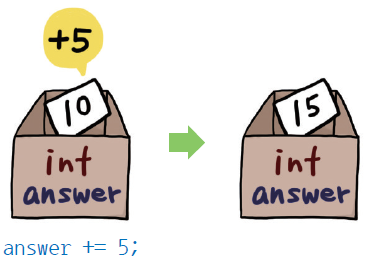 +5
10
int
answer
15
int
answer
answer += 5;